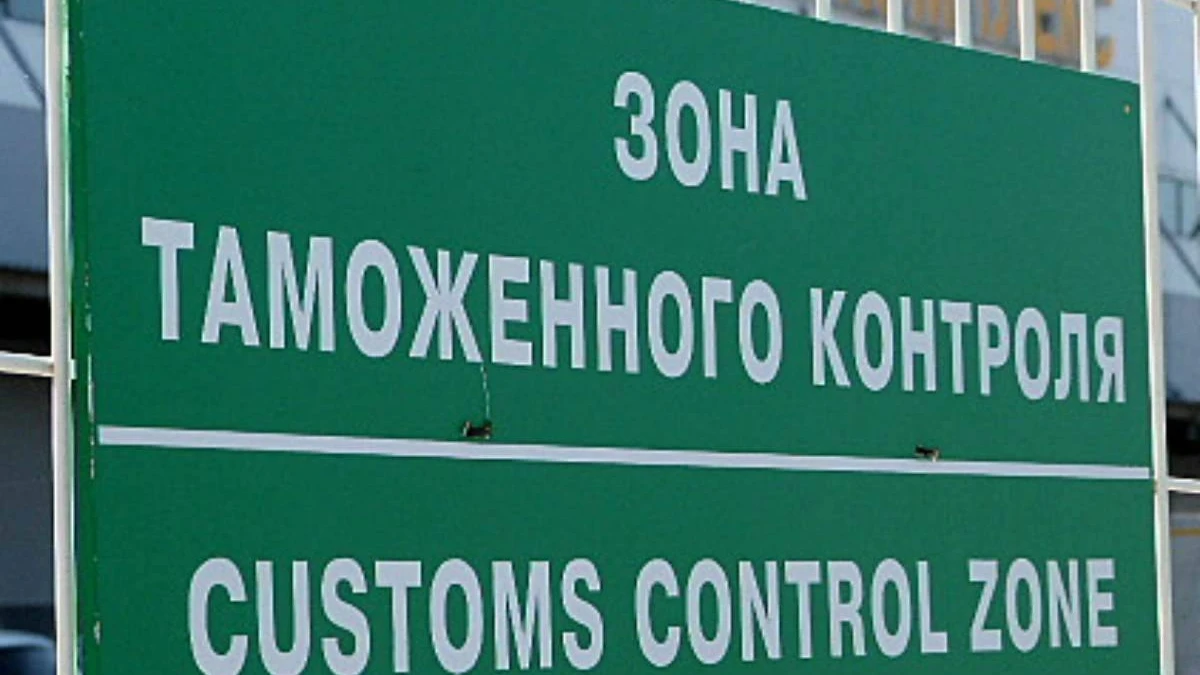 ЗОНА
ТАМОЖЕННОГО КОНТРОЛЯ
CUSTOMS CONTROL ZONE